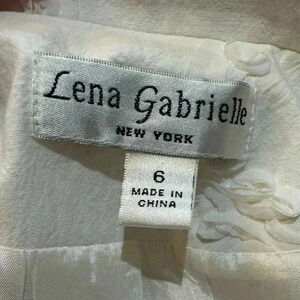 Lena Gabrielle
NEW YORK
6
MADE IN
CHINA